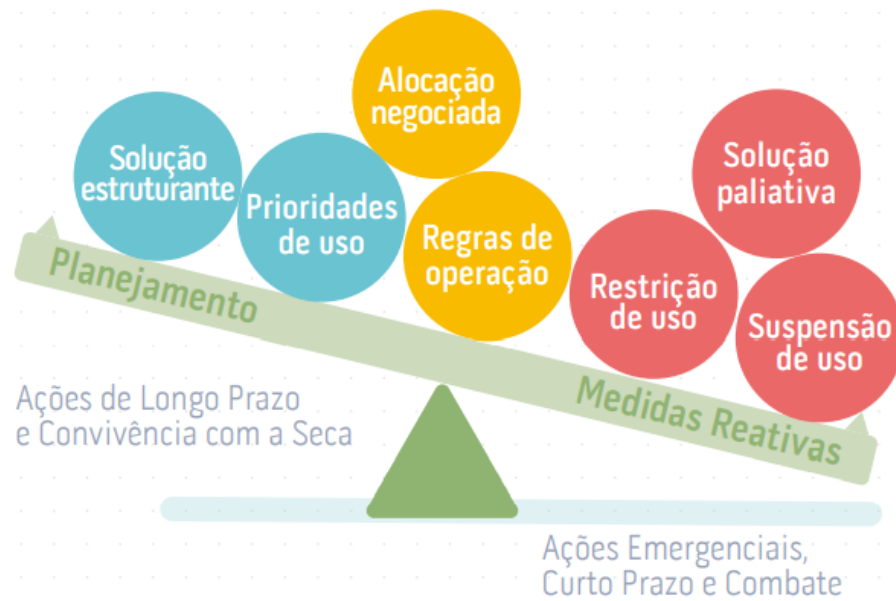 Alocação
negociada
Solução
estruturante
Prioridades
de uso
Regras de
operação
Solução
paliativa
Restrição
de uso
Suspensão
de uso
Planejamento
Medidas Reativas
Ações de Longo Prazo
e Convivência com a Seca
Ações Emergenciais,
Curto Prazo e Combate